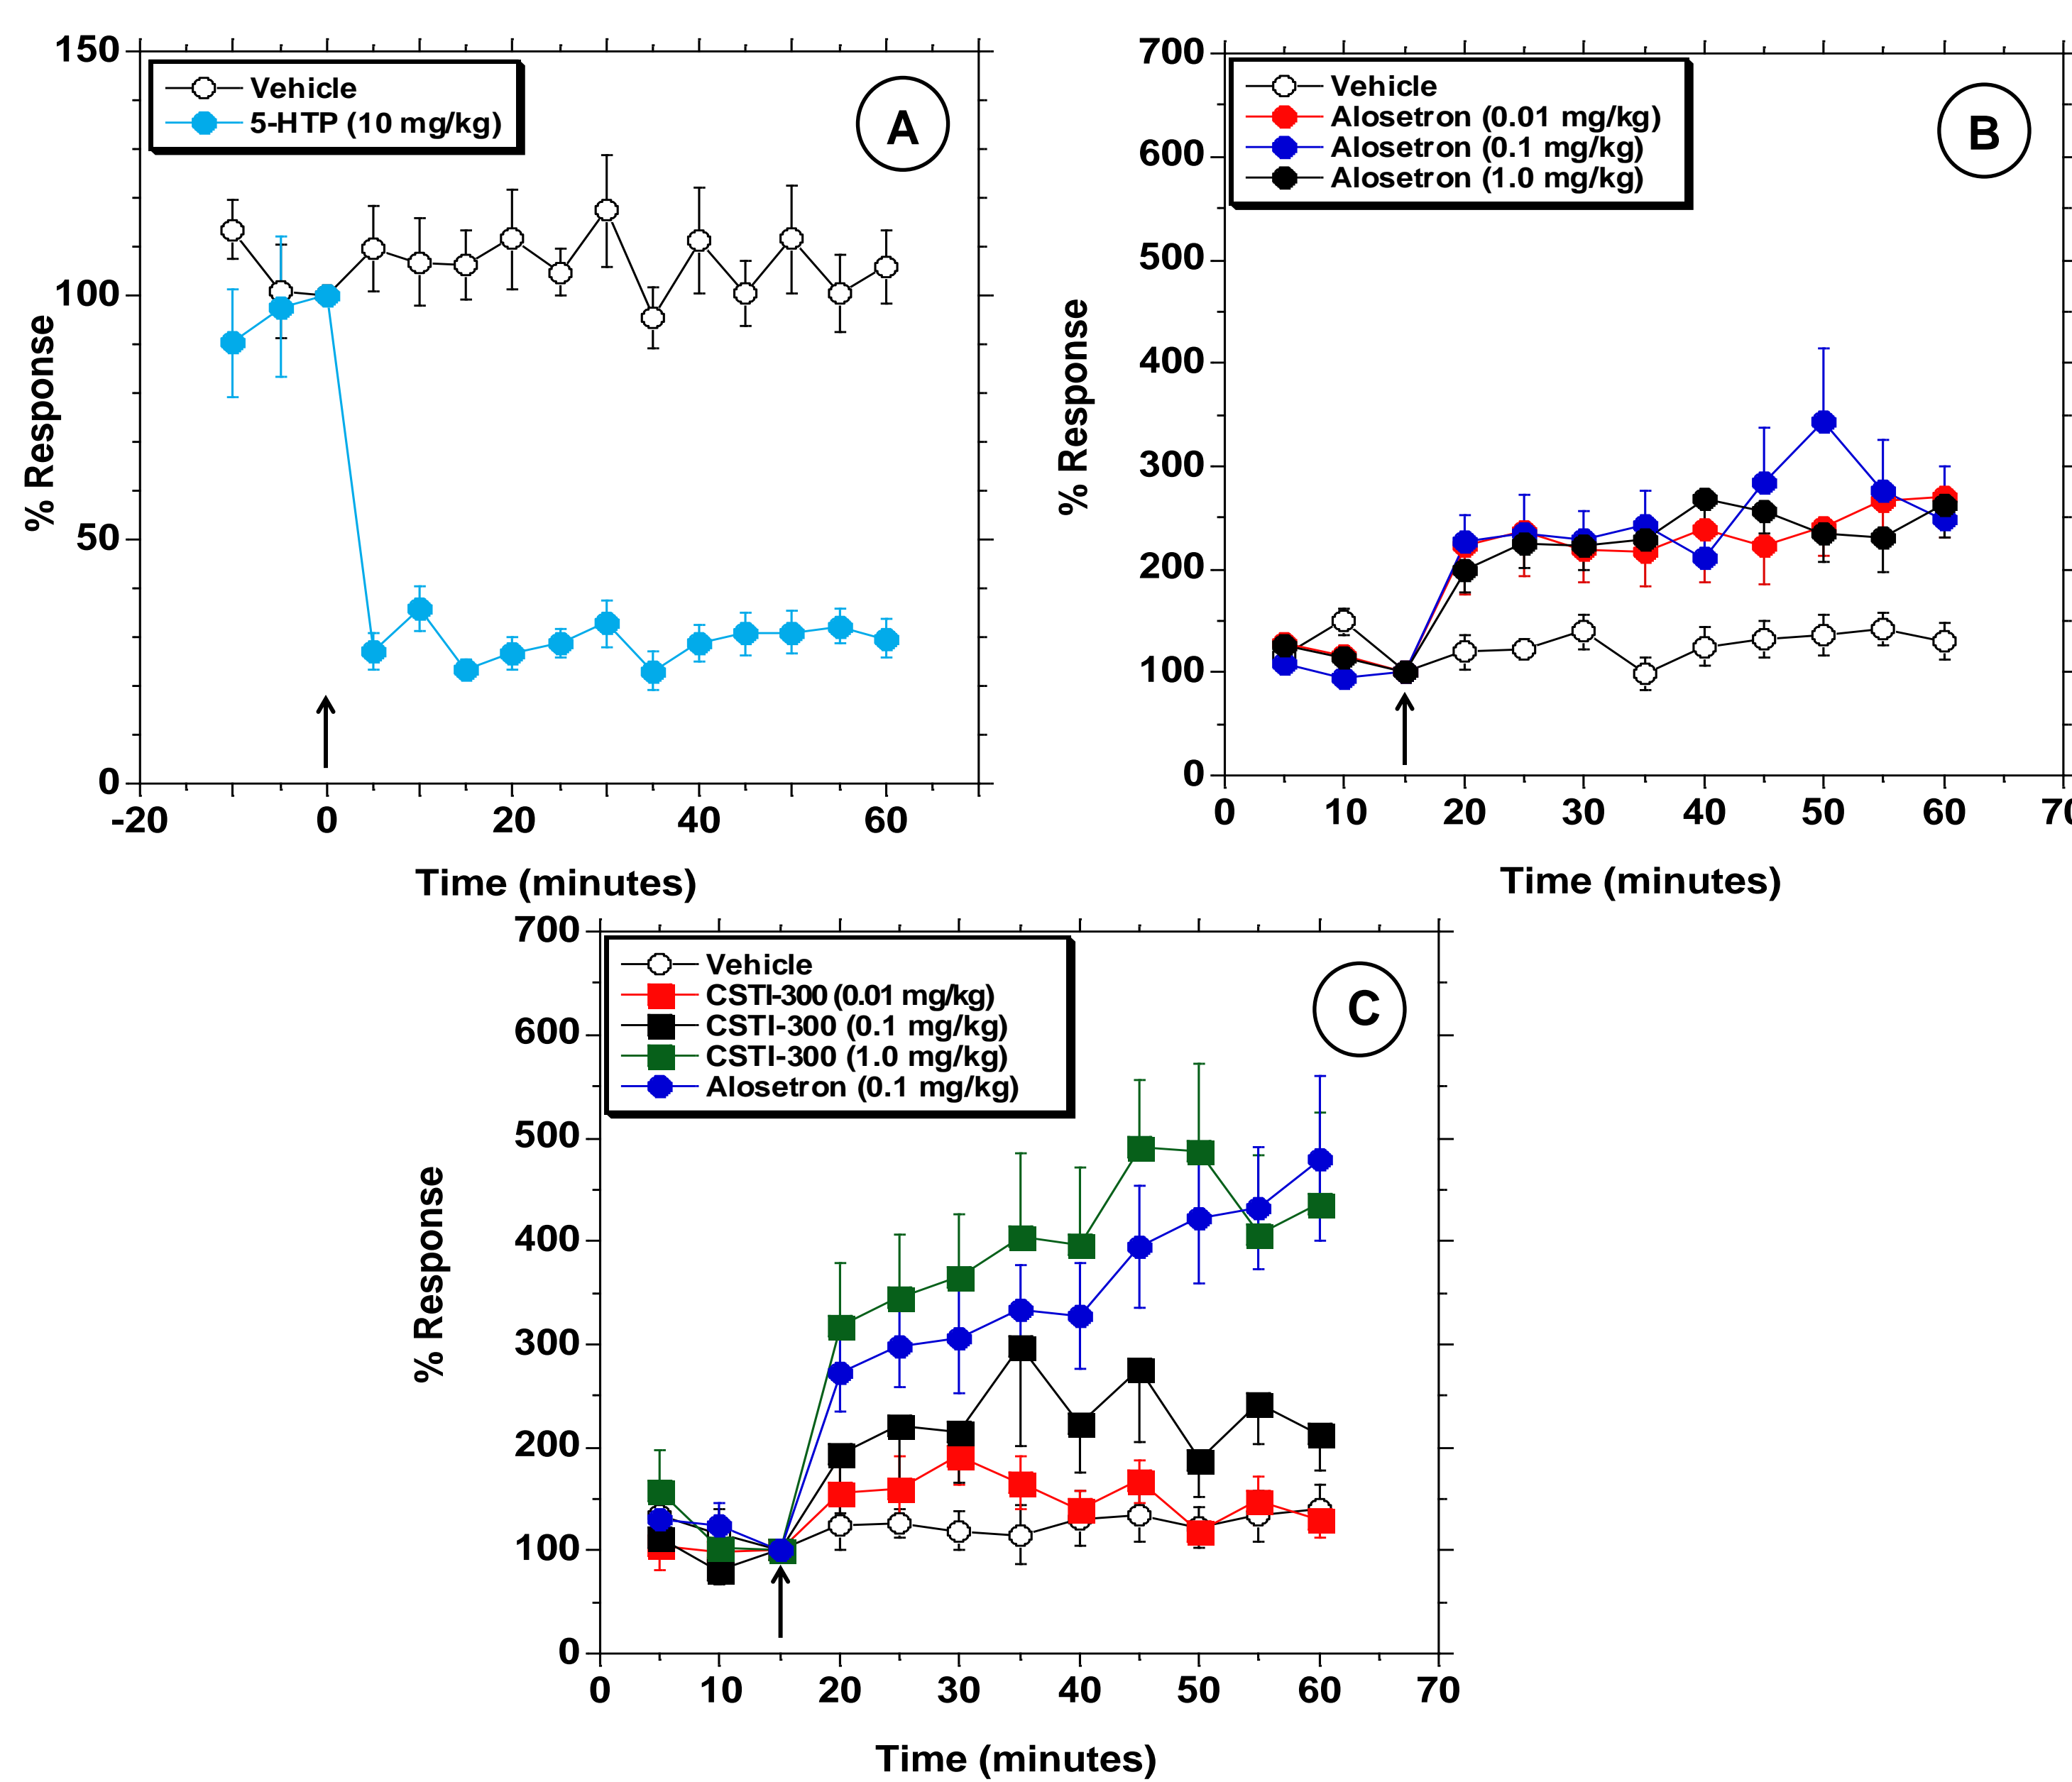 150
100
50
0
% Response
Vehicle
5-HTP (10 mg/kg)
A
-20 0 20 40 60
Time (minutes)
700
600
500
400
300
200
100
0
% Response
Vehicle
Alosetron (0.01 mg/kg)
Alosetron (0.1 mg/kg)
Alosetron (1.0 mg/kg)
B
0 10 20 30 40 50 60 70
Time (minutes)
700
600
500
400
300
200
100
0
% Response
Vehicle
CSTI-300 (0.01 mg/kg)
CSTI-300 (0.1 mg/kg)
CSTI-300 (1.0 mg/kg)
Alosetron (0.1 mg/kg)
C
0 10 20 30 40 50 60 70
Time (minutes)